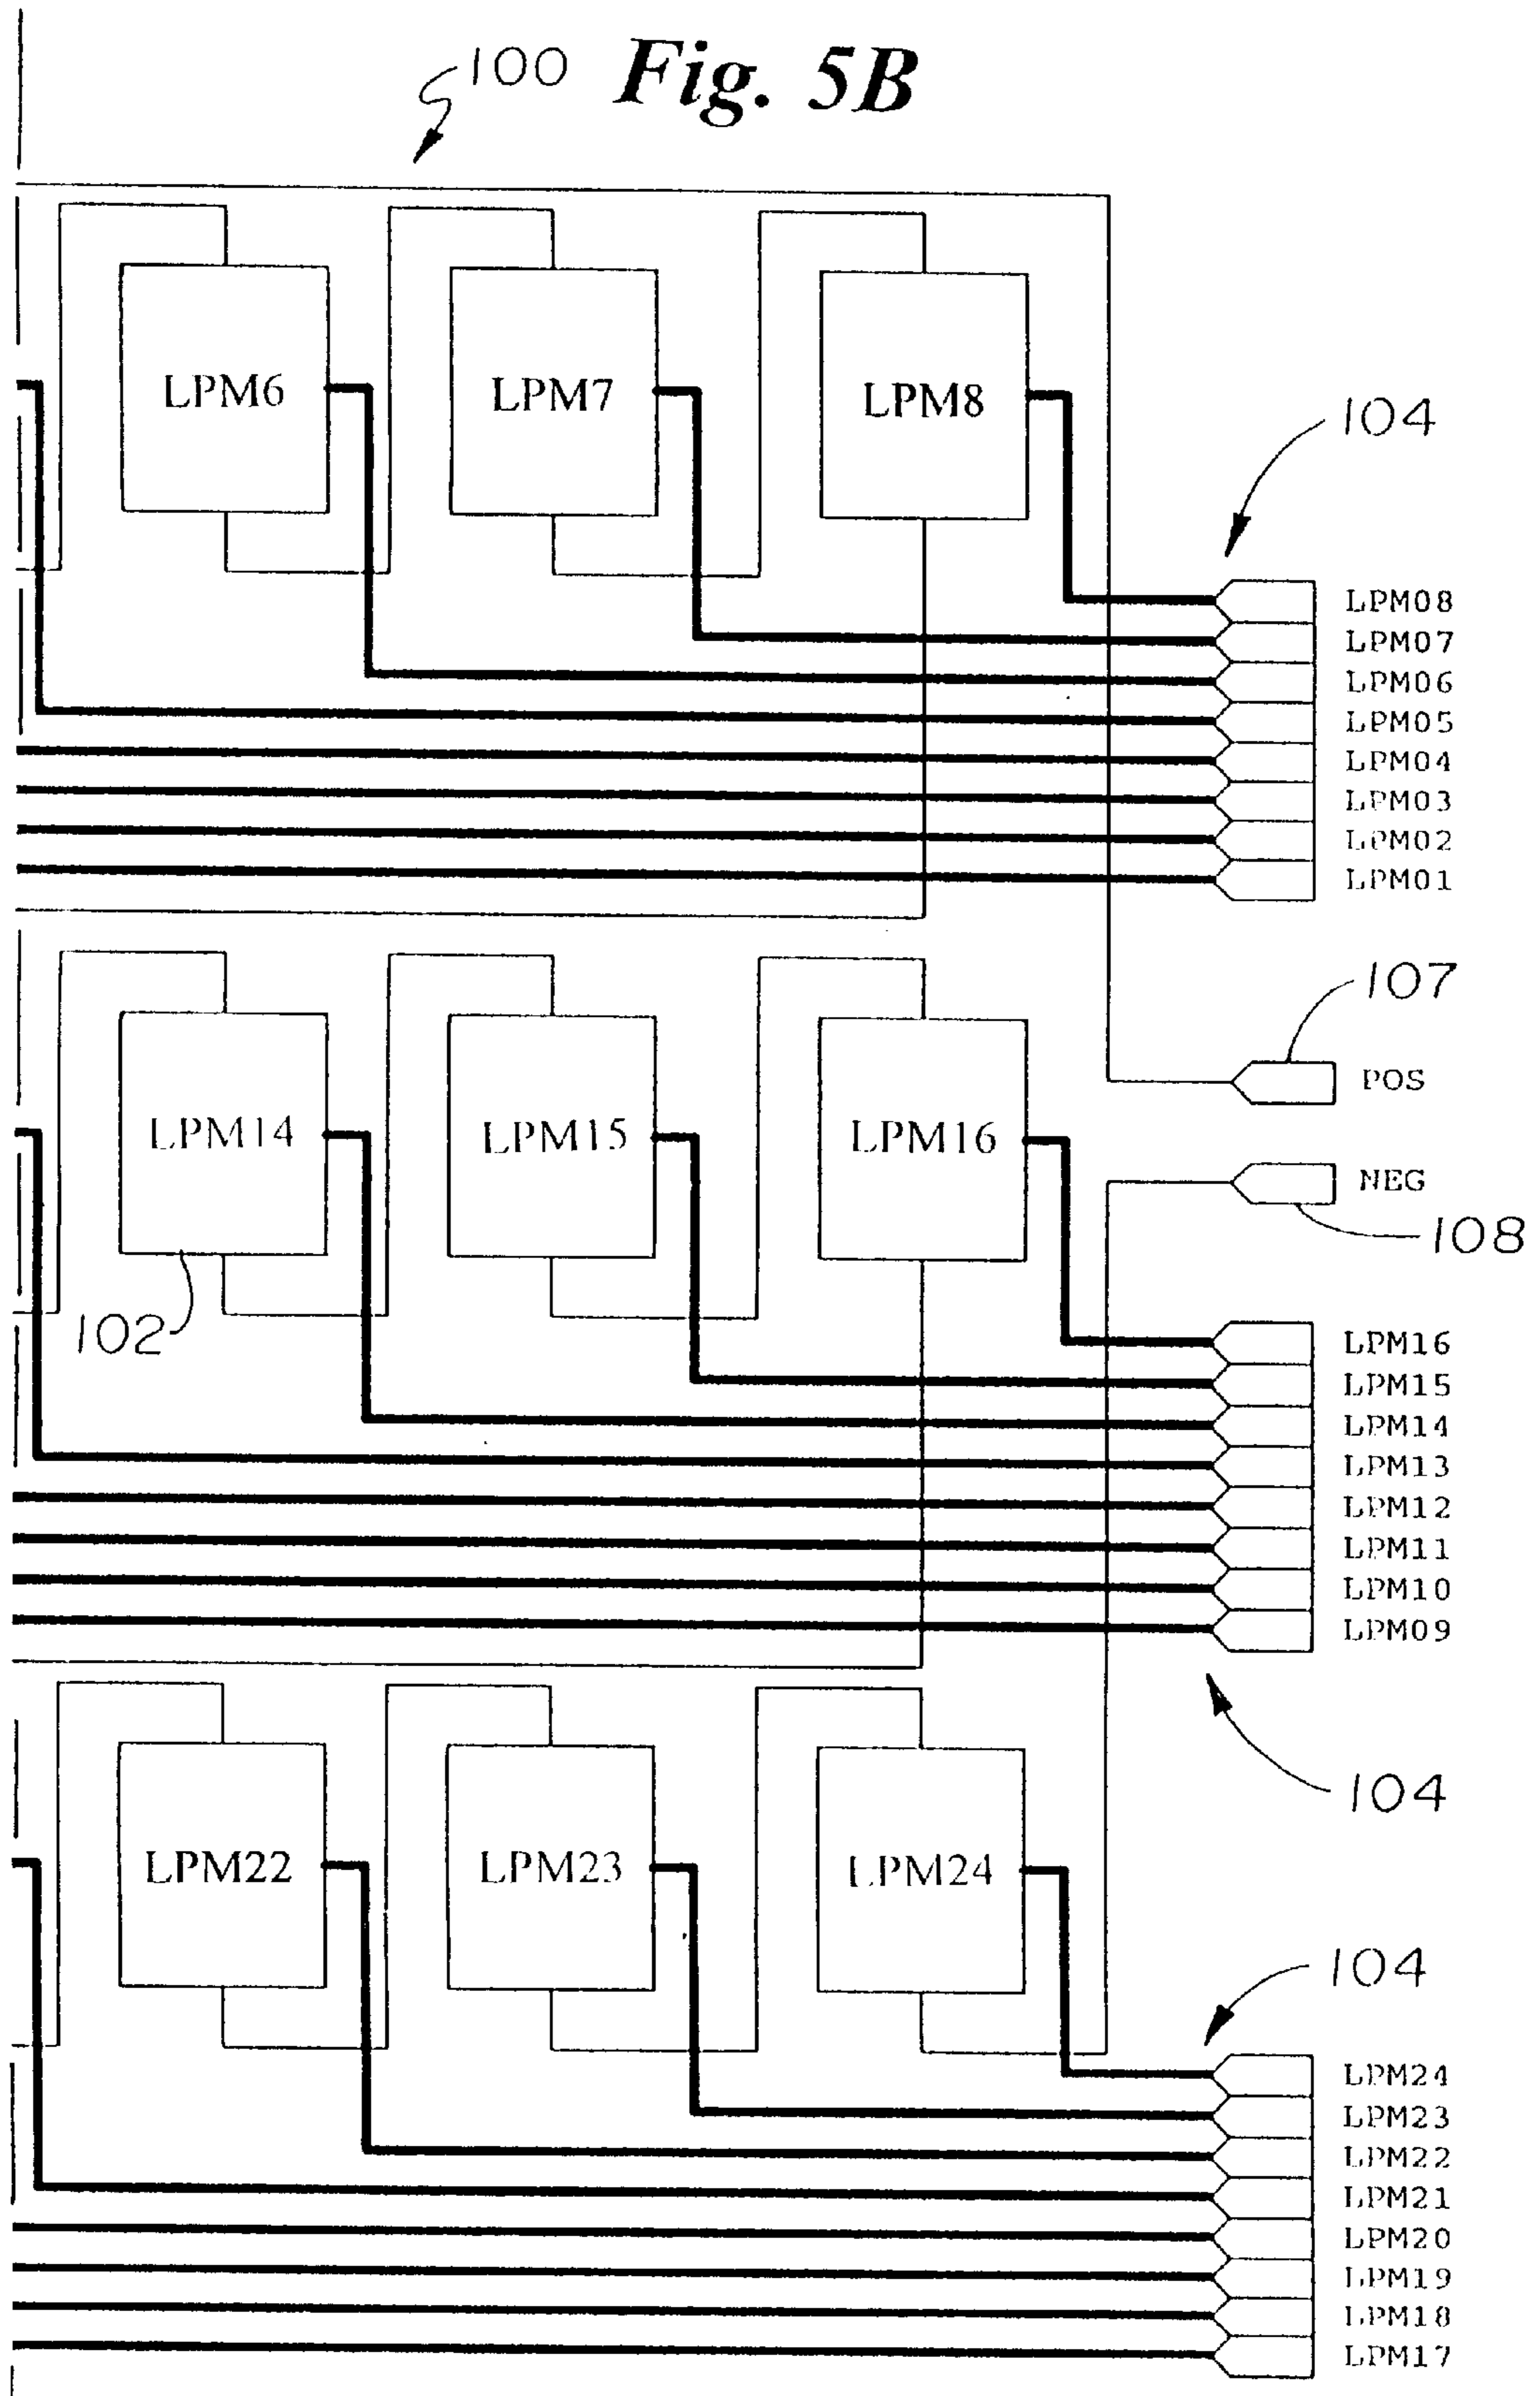 100 Fig. 5B
LPM6 LPM7 LPM8
104
LPM08
LPM07
LPM06
LPM05
LPM04
LPM03
LPM02
LPM01
107
POS
LPM14 LPM15 LPM16
NEG
108
102
LPM16
LPM15
LPM14
LPM13
LPM12
LPM11
LPM10
LPM09
104
LPM22 LPM23 LPM24
104
LPM24
LPM23
LPM22
LPM21
LPM20
LPM19
LPM18
LPM17